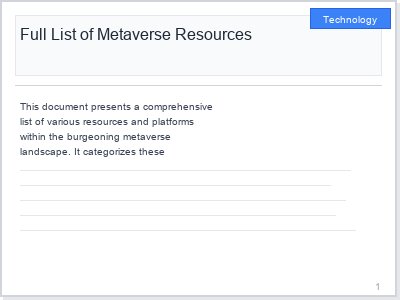 Technology
Full List of Metaverse Resources
This document presents a comprehensive
list of various resources and platforms
within the burgeoning metaverse
landscape. It categorizes these
1